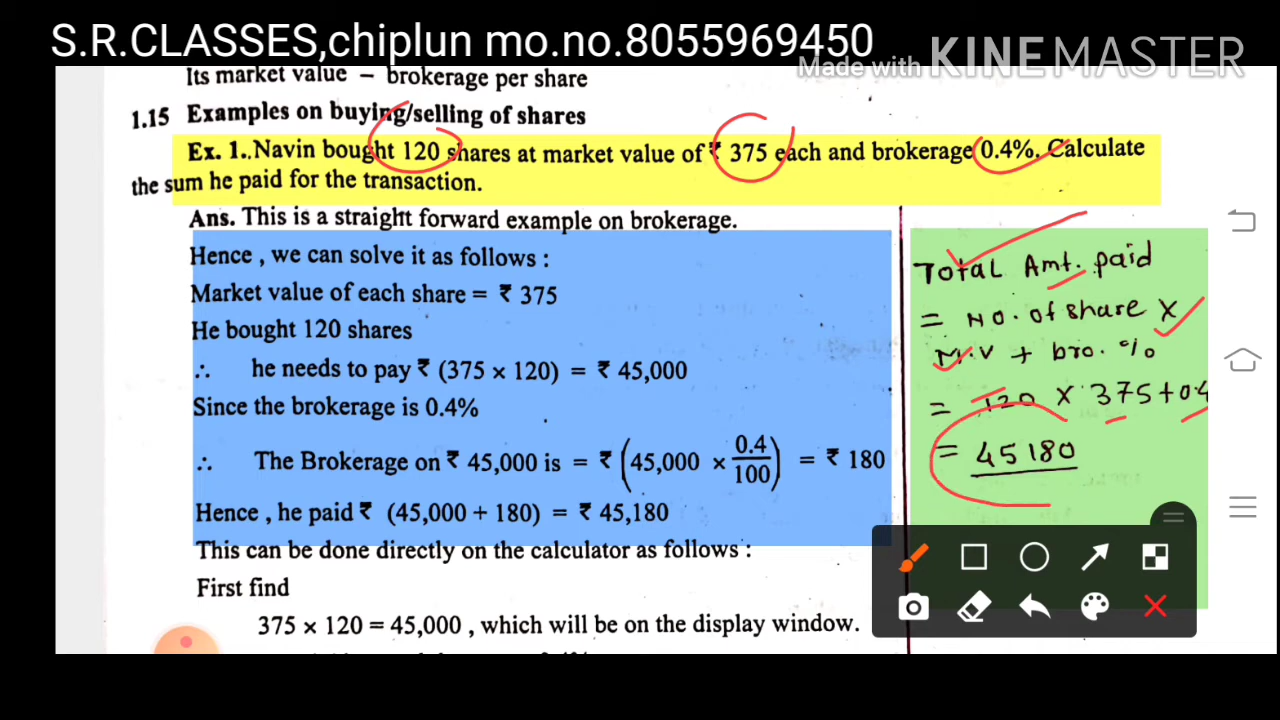 S.R.CLASSES,chiplun mo.no.8055969450
Made with KINEMASTER
Its market value – brokerage per share
1.15 Examples on buying/selling of shares
Ex. 1..Navin bought 120 shares at market value of ₹ 375 each and brokerage 0.4%. Calculate
the sum he paid for the transaction.
Ans. This is a straight forward example on brokerage.
Hence , we can solve it as follows :
Market value of each share = ₹ 375
He bought 120 shares
∴ he needs to pay ₹ (375 × 120) = ₹ 45,000
Since the brokerage is 0.4%
∴ The Brokerage on ₹ 45,000 is = ₹ (45,000 × 0.4/100) = ₹ 180
Hence , he paid ₹ (45,000 + 180) = ₹ 45,180
This can be done directly on the calculator as follows :
First find
375 × 120 = 45,000 , which will be on the display window.
Total Amt. paid
= No. of share X
M.V + bro. %
= 120 X 375 + 0.4
= 45180